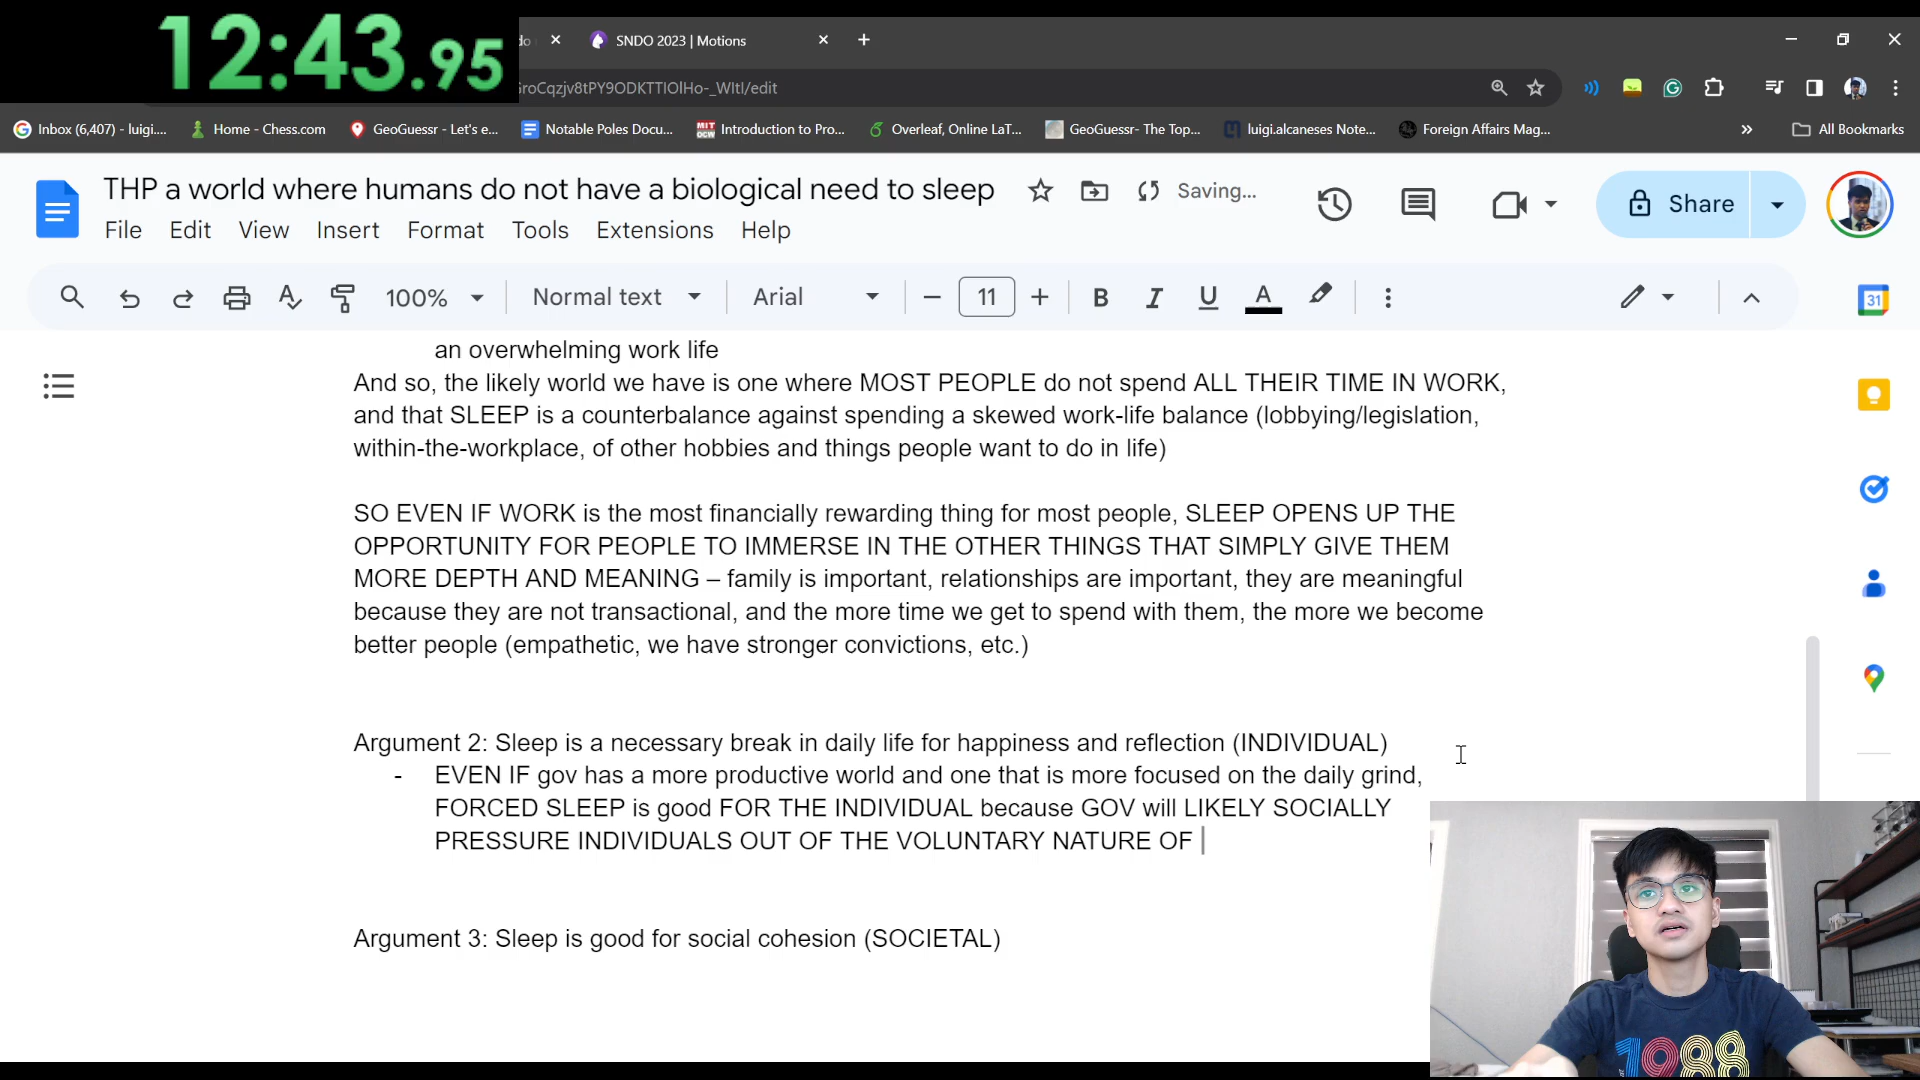 12:43.95
SNDO 2023 | Motions
roCqzjv8tPY9ODKTTIOlHo-_WItI/edit
Inbox (6,407) - luigi....
Home - Chess.com
GeoGuessr - Let's e...
Notable Poles Docu...
Introduction to Pro...
Overleaf, Online LaT...
GeoGuessr- The Top...
luigi.alcaneses Note...
Foreign Affairs Mag...
All Bookmarks
THP a world where humans do not have a biological need to sleep
Saving...
Share
File Edit View Insert Format Tools Extensions Help
100% Normal text Arial 11 B I U A
31
an overwhelming work life
And so, the likely world we have is one where MOST PEOPLE do not spend ALL THEIR TIME IN WORK,
and that SLEEP is a counterbalance against spending a skewed work-life balance (lobbying/legislation,
within-the-workplace, of other hobbies and things people want to do in life)
SO EVEN IF WORK is the most financially rewarding thing for most people, SLEEP OPENS UP THE
OPPORTUNITY FOR PEOPLE TO IMMERSE IN THE OTHER THINGS THAT SIMPLY GIVE THEM
MORE DEPTH AND MEANING – family is important, relationships are important, they are meaningful
because they are not transactional, and the more time we get to spend with them, the more we become
better people (empathetic, we have stronger convictions, etc.)
Argument 2: Sleep is a necessary break in daily life for happiness and reflection (INDIVIDUAL)
- EVEN IF gov has a more productive world and one that is more focused on the daily grind,
FORCED SLEEP is good FOR THE INDIVIDUAL because GOV will LIKELY SOCIALLY
PRESSURE INDIVIDUALS OUT OF THE VOLUNTARY NATURE OF
Argument 3: Sleep is good for social cohesion (SOCIETAL)
1988